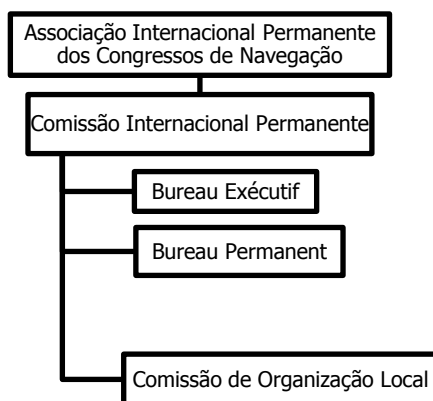 Associação Internacional Permanente
dos Congressos de Navegação
Comissão Internacional Permanente
Bureau Exécutif
Bureau Permanent
Comissão de Organização Local